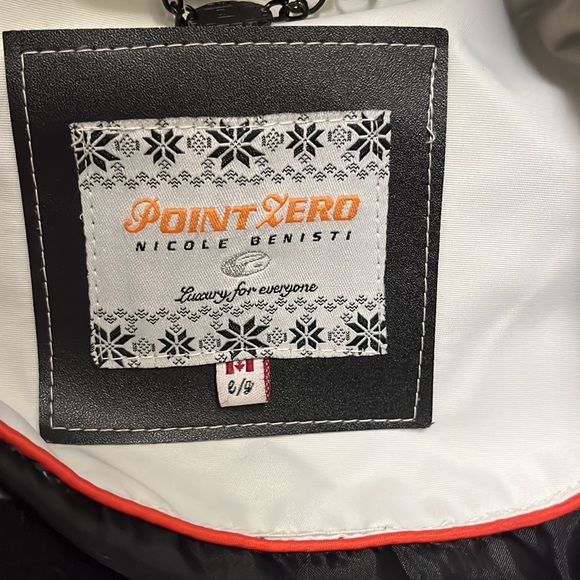 POINT ZERO
NICOLE BENISTI
Luxury for everyone
l/g